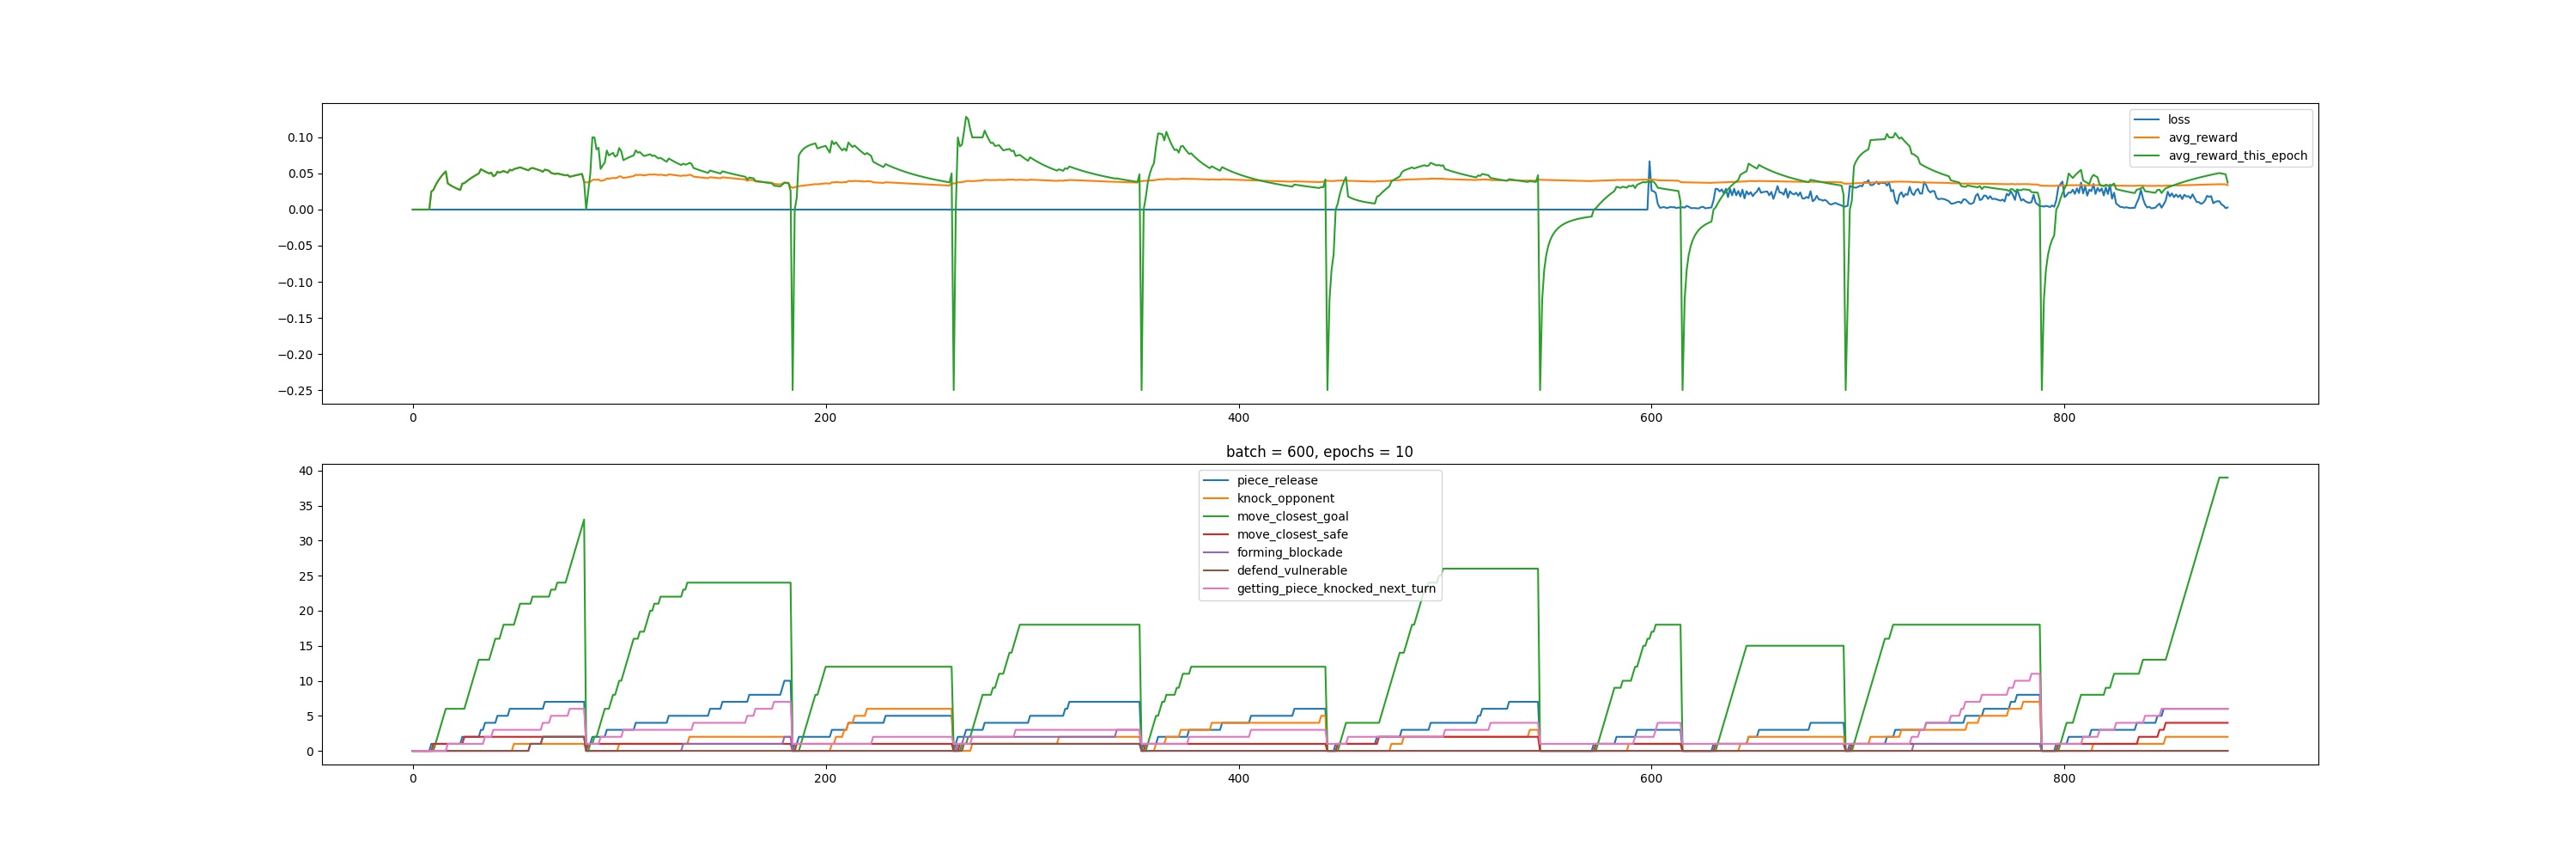 0.10
0.05
0.00
−0.05
−0.10
−0.15
−0.20
−0.25
loss
avg_reward
avg_reward_this_epoch
0 200 400 600 800
batch = 600, epochs = 10
40
35
30
25
20
15
10
5
0
piece_release
knock_opponent
move_closest_goal
move_closest_safe
forming_blockade
defend_vulnerable
getting_piece_knocked_next_turn
0 200 400 600 800